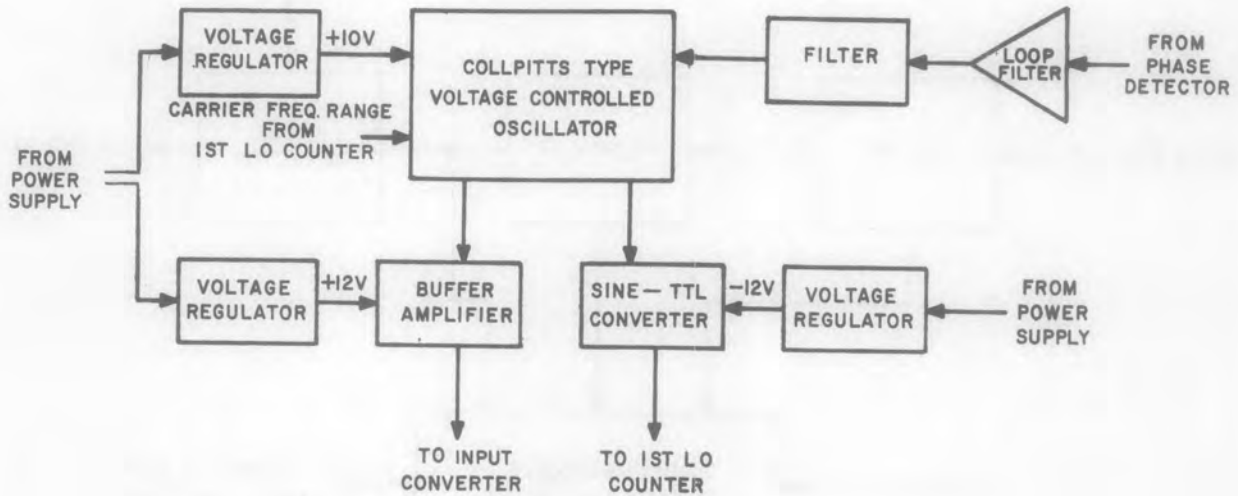 VOLTAGE
REGULATOR
+10V
COLLPITTS TYPE
VOLTAGE CONTROLLED
OSCILLATOR
FILTER
LOOP
FILTER
FROM
PHASE
DETECTOR
CARRIER FREQ. RANGE
FROM
1ST LO COUNTER
FROM
POWER
SUPPLY
VOLTAGE
REGULATOR
+12V
BUFFER
AMPLIFIER
SINE-TTL
CONVERTER
-12V
VOLTAGE
REGULATOR
FROM
POWER
SUPPLY
TO INPUT
CONVERTER
TO 1ST LO
COUNTER